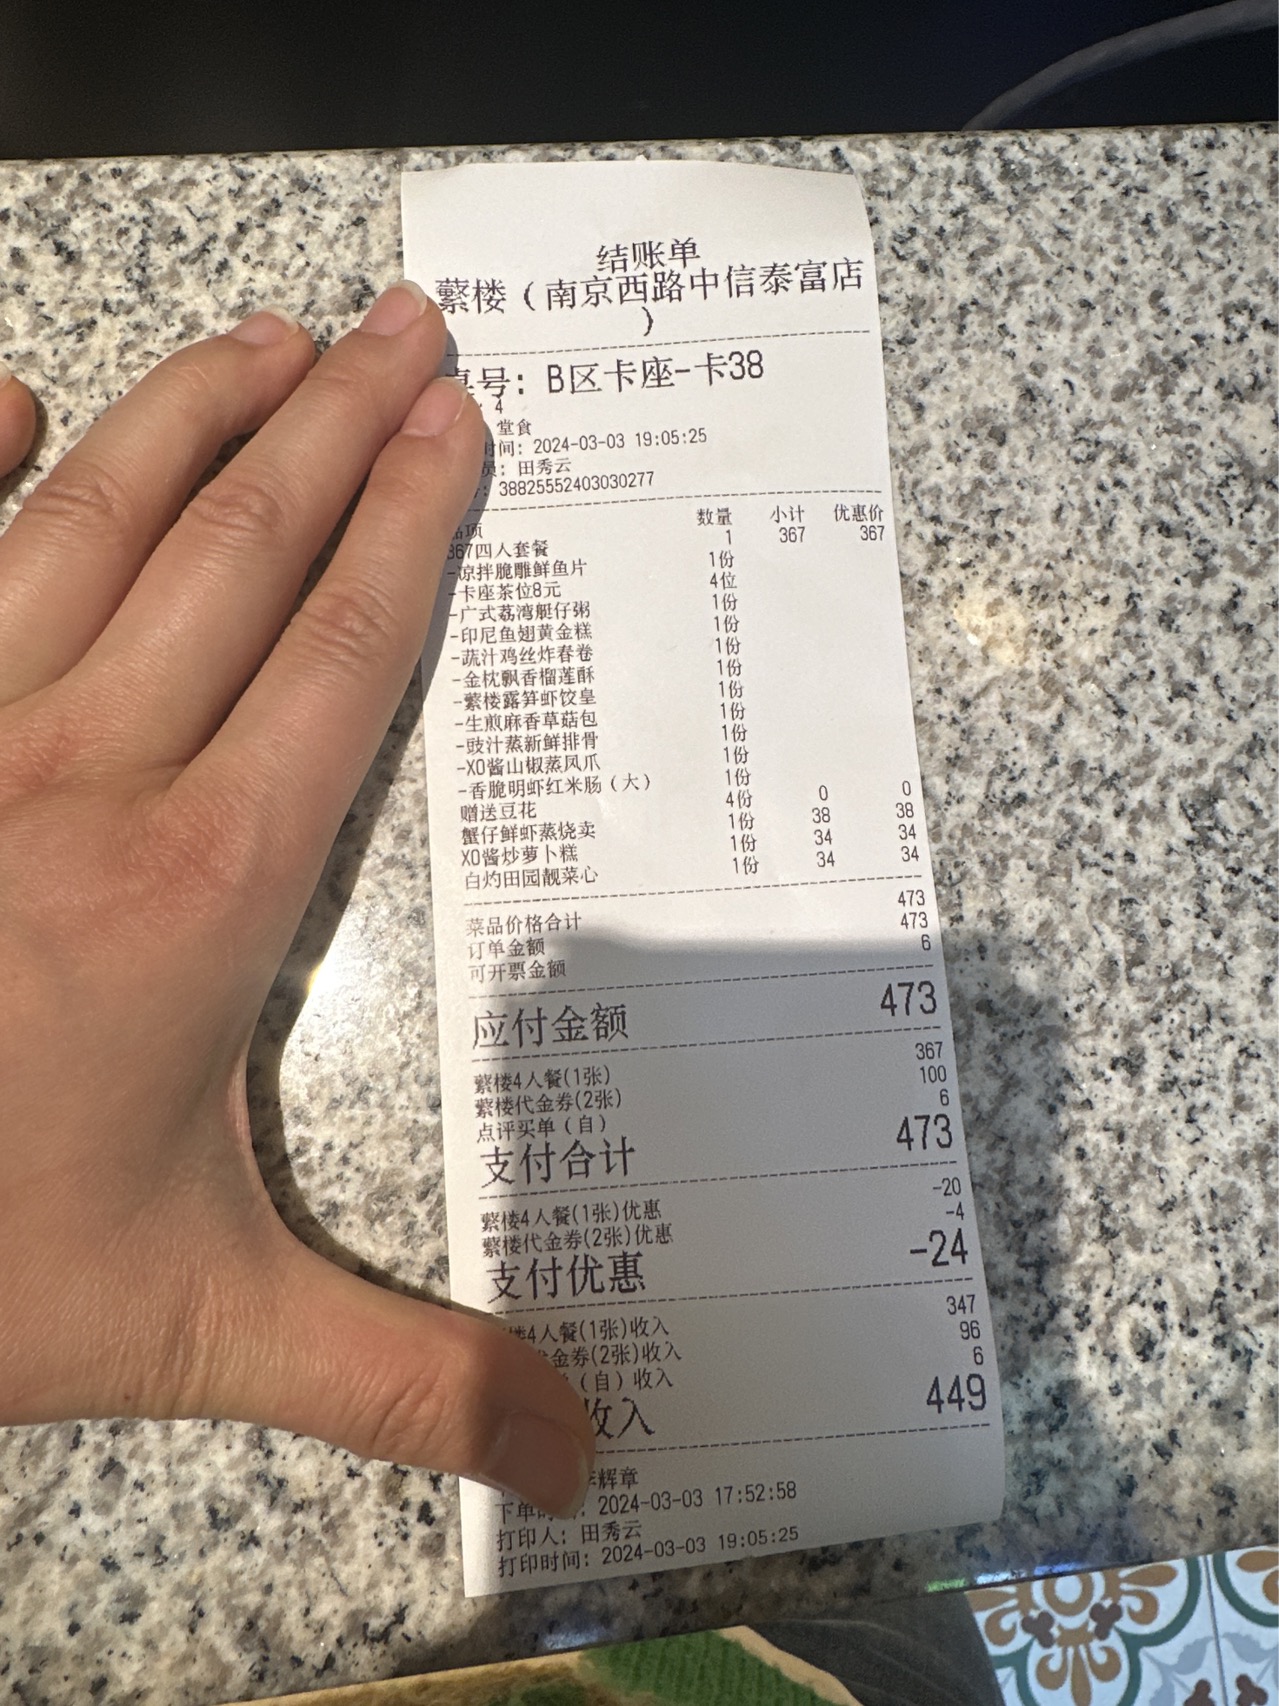 结账单
蘩楼（南京西路中信泰富店
）
桌号: B区卡座-卡38
: 4
堂食
时间: 2024-03-03 19:05:25
员: 田秀云
: 38825552403030277
品项 数量 小计 优惠价
367四人套餐 1 367 367
-凉拌脆雕鲜鱼片 1份
-卡座茶位8元 4位
-广式荔湾艇仔粥 1份
-印尼鱼翅黄金糕 1份
-蔬汁鸡丝炸春卷 1份
-金枕飘香榴莲酥 1份
-蘩楼露笋虾饺皇 1份
-生煎麻香草菇包 1份
-豉汁蒸新鲜排骨 1份
-XO酱山椒蒸凤爪 1份
-香脆明虾红米肠（大） 1份
赠送豆花 4份 0 0
蟹仔鲜虾蒸烧卖 1份 38 38
XO酱炒萝卜糕 1份 34 34
白灼田园靓菜心 1份 34 34
菜品价格合计 473
订单金额 473
可开票金额 6
应付金额 473
蘩楼4人餐(1张) 367
蘩楼代金券(2张) 100
点评买单（自） 6
支付合计 473
蘩楼4人餐(1张)优惠 -20
蘩楼代金券(2张)优惠 -4
支付优惠 -24
楼4人餐(1张)收入 347
代金券(2张)收入 96
（自）收入 6
收入 449
李辉章
下单时间: 2024-03-03 17:52:58
打印人: 田秀云
打印时间: 2024-03-03 19:05:25